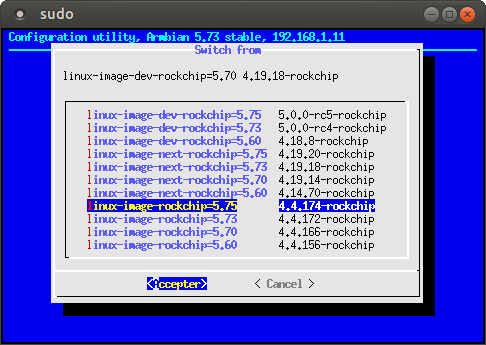 sudo
Configuration utility, Armbian 5.73 stable, 192.168.1.11
Switch from
linux-image-dev-rockchip=5.70 4.19.18-rockchip
linux-image-dev-rockchip=5.75 5.0.0-rc5-rockchip
linux-image-dev-rockchip=5.73 5.0.0-rc4-rockchip
linux-image-dev-rockchip=5.60 4.18.8-rockchip
linux-image-next-rockchip=5.75 4.19.20-rockchip
linux-image-next-rockchip=5.73 4.19.18-rockchip
linux-image-next-rockchip=5.70 4.19.14-rockchip
linux-image-next-rockchip=5.60 4.14.70-rockchip
linux-image-rockchip=5.75 4.4.174-rockchip
linux-image-rockchip=5.73 4.4.172-rockchip
linux-image-rockchip=5.70 4.4.166-rockchip
linux-image-rockchip=5.60 4.4.156-rockchip
<Accepter> < Cancel >